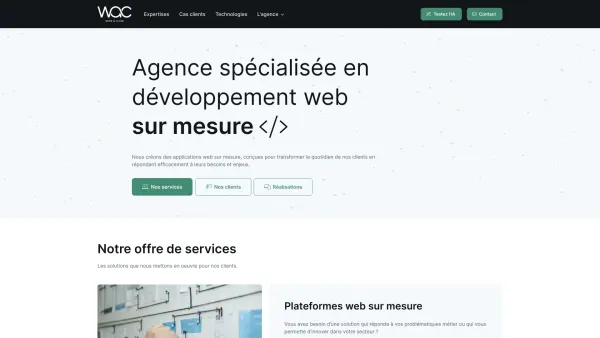 WQC
Expertises
Cas clients
Technologies
L'agence
Testez l'IA
Contact
Agence spécialisée en
développement web
sur mesure </>
Nous créons des applications web sur mesure, conçues pour transformer le quotidien de nos clients en
répondant efficacement à leurs besoins et enjeux.
Nos services
Nos clients
Réalisations
Notre offre de services
Les solutions que nous mettons en oeuvre pour nos clients.
Plateformes web sur mesure
Vous avez besoin d'une solution qui réponde à vos problématiques métier ou qui vous
permette d'innover dans votre secteur ?